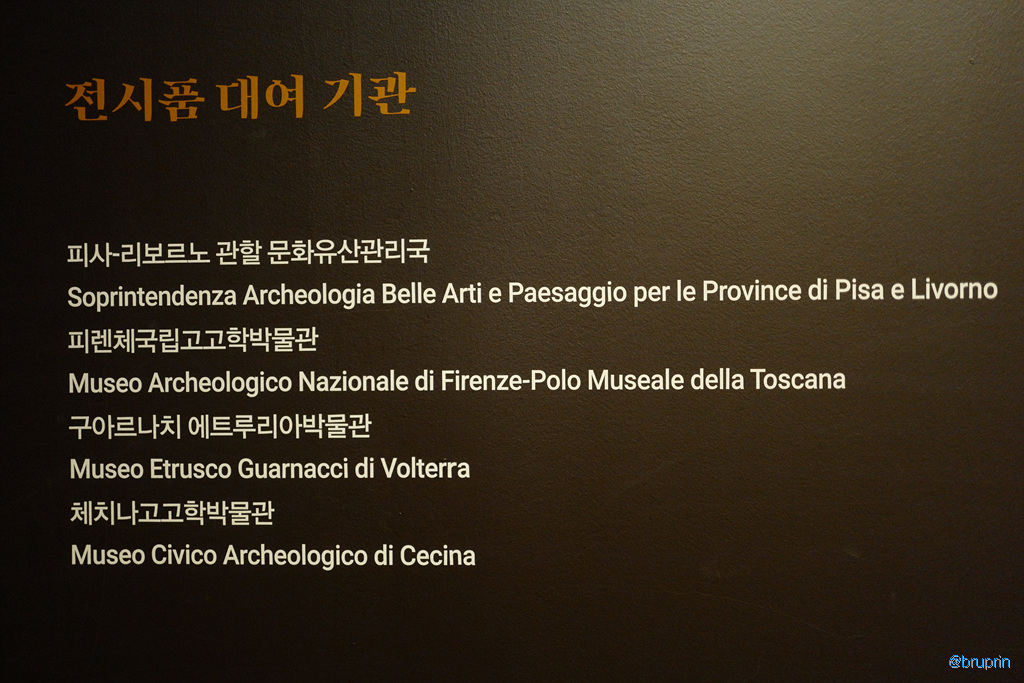 전시품 대여 기관
피사-리보르노 관할 문화유산관리국
Soprintendenza Archeologia Belle Arti e Paesaggio per le Province di Pisa e Livorno
피렌체국립고고학박물관
Museo Archeologico Nazionale di Firenze-Polo Museale della Toscana
구아르나치 에트루리아박물관
Museo Etrusco Guarnacci di Volterra
체치나고고학박물관
Museo Civico Archeologico di Cecina
@bruprin